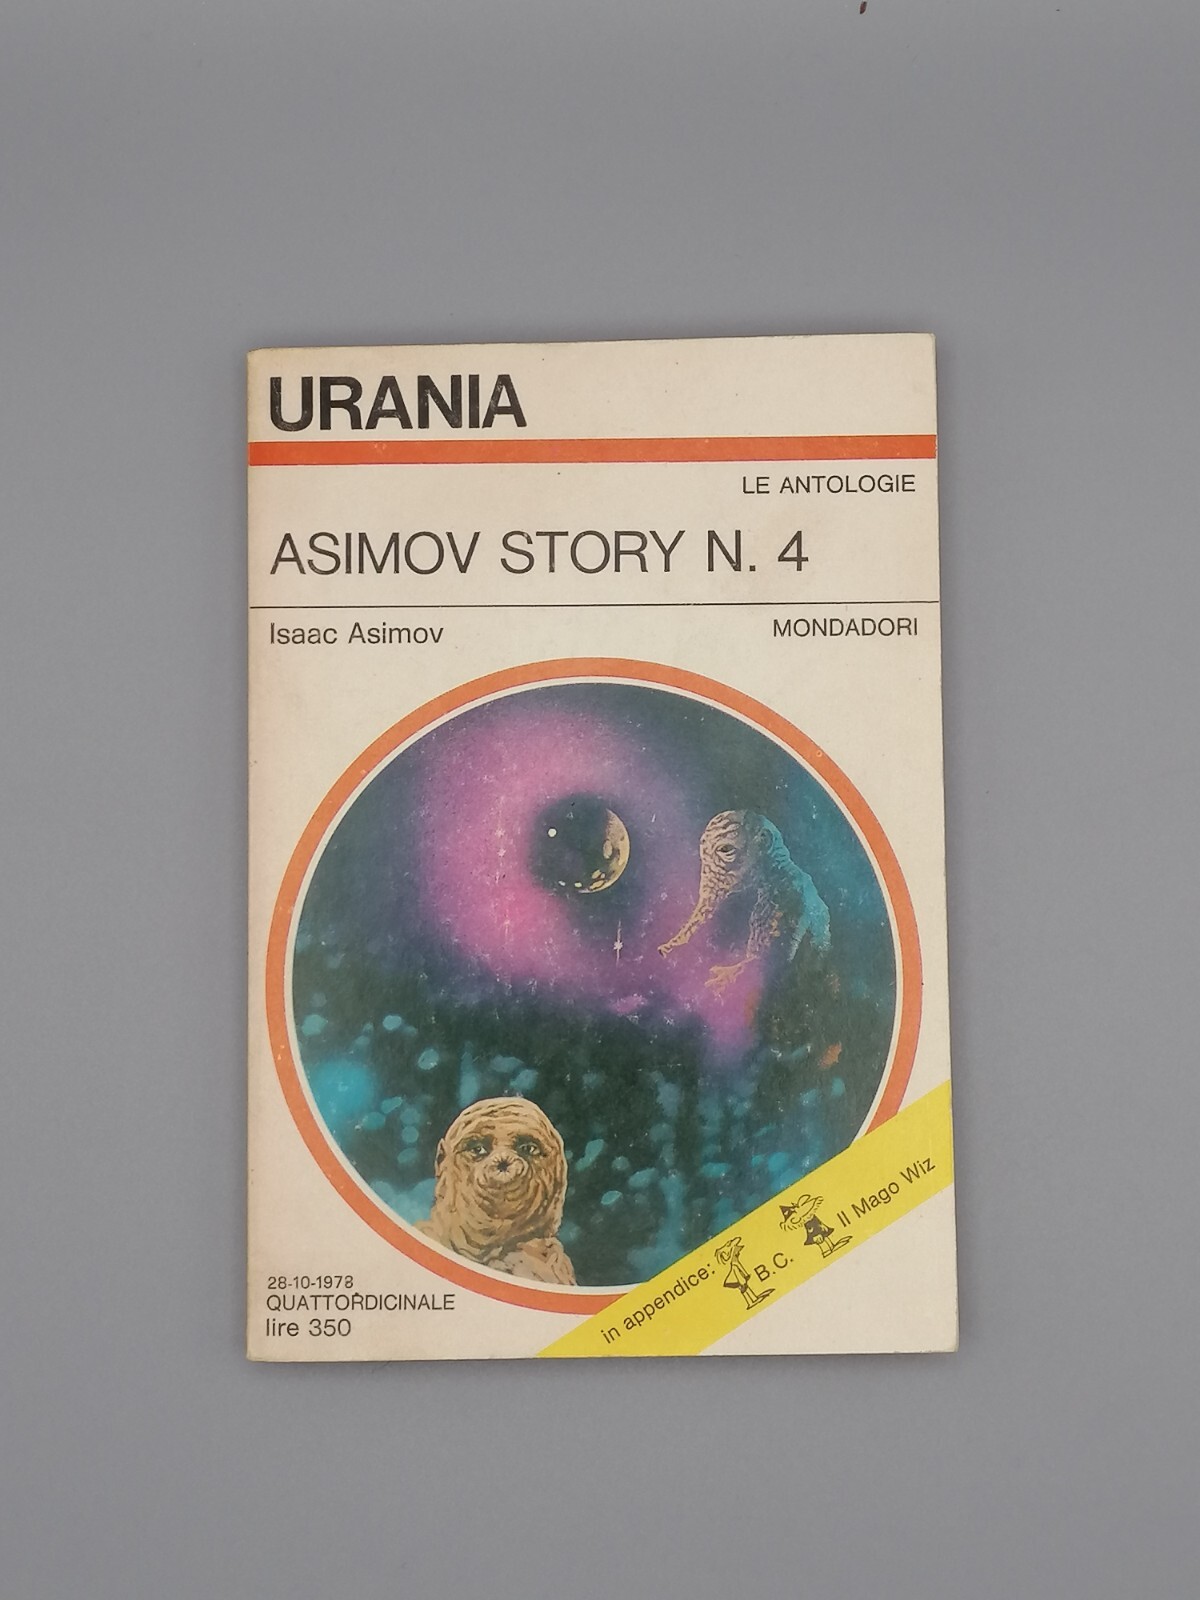 URANIA
LE ANTOLOGIE
ASIMOV STORY N. 4
Isaac Asimov
MONDADORI
28-10-1973
QUATTORDICINALE
lire 350
in appendice: B.C. Il Mago Wiz